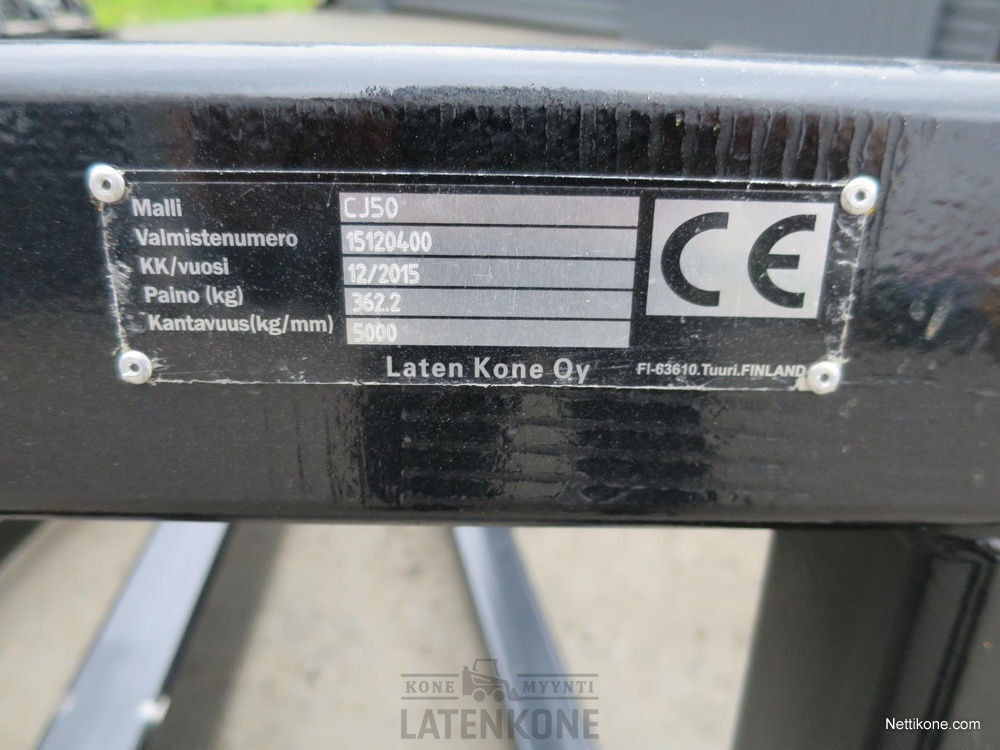 Malli CJ50
Valmistenumero 15120400
KK/vuosi 12/2015
Paino (kg) 362.2
Kantavuus(kg/mm) 5000
CE
Laten Kone Oy FI-63610.Tuuri.FINLAND
KONE MYYNTI
LATENKONE
Nettikone.com